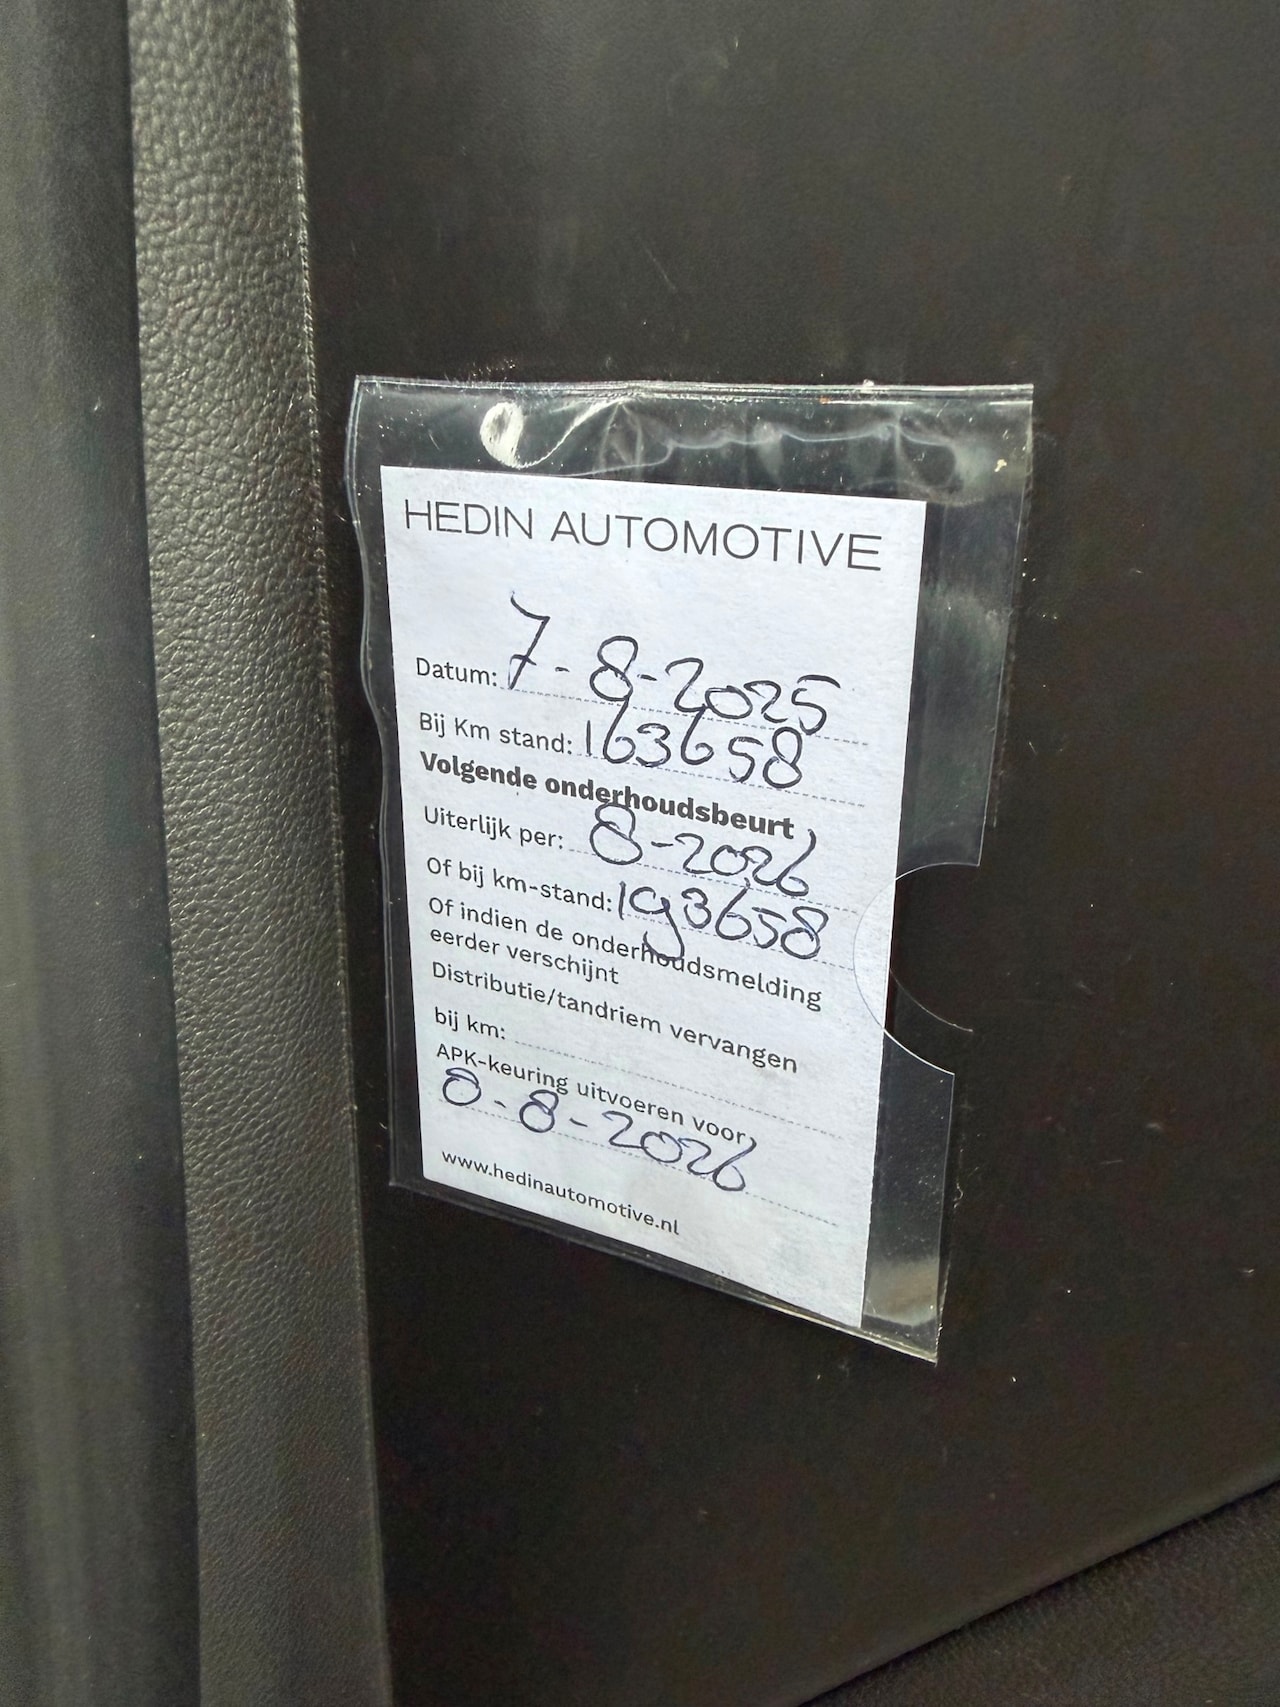 HEDIN AUTOMOTIVE
Datum: 7-8-2025
Bij Km stand: 163658
Volgende onderhoudsbeurt
Uiterlijk per: 8-2026
Of bij km-stand: 193658
Of indien de onderhoudsmelding
eerder verschijnt
Distributie/tandriem vervangen
bij km:
APK-keuring uitvoeren voor
8-8-2026
www.hedinautomotive.nl